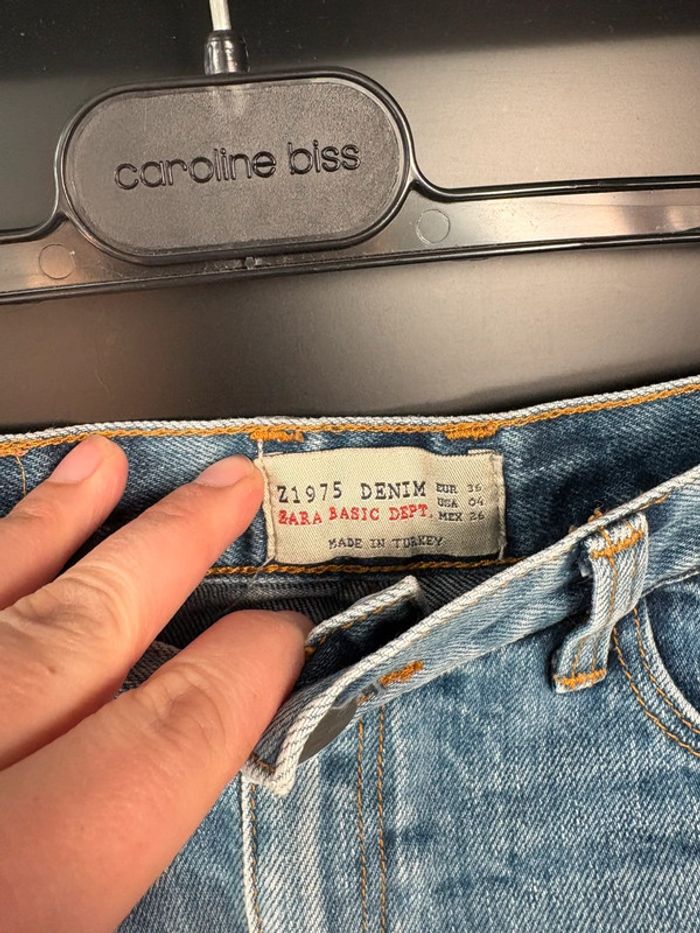 caroline biss
Z1975 DENIM EUR 36
USA 04
ZARA BASIC DEPT. MEX 26
MADE IN TURKEY